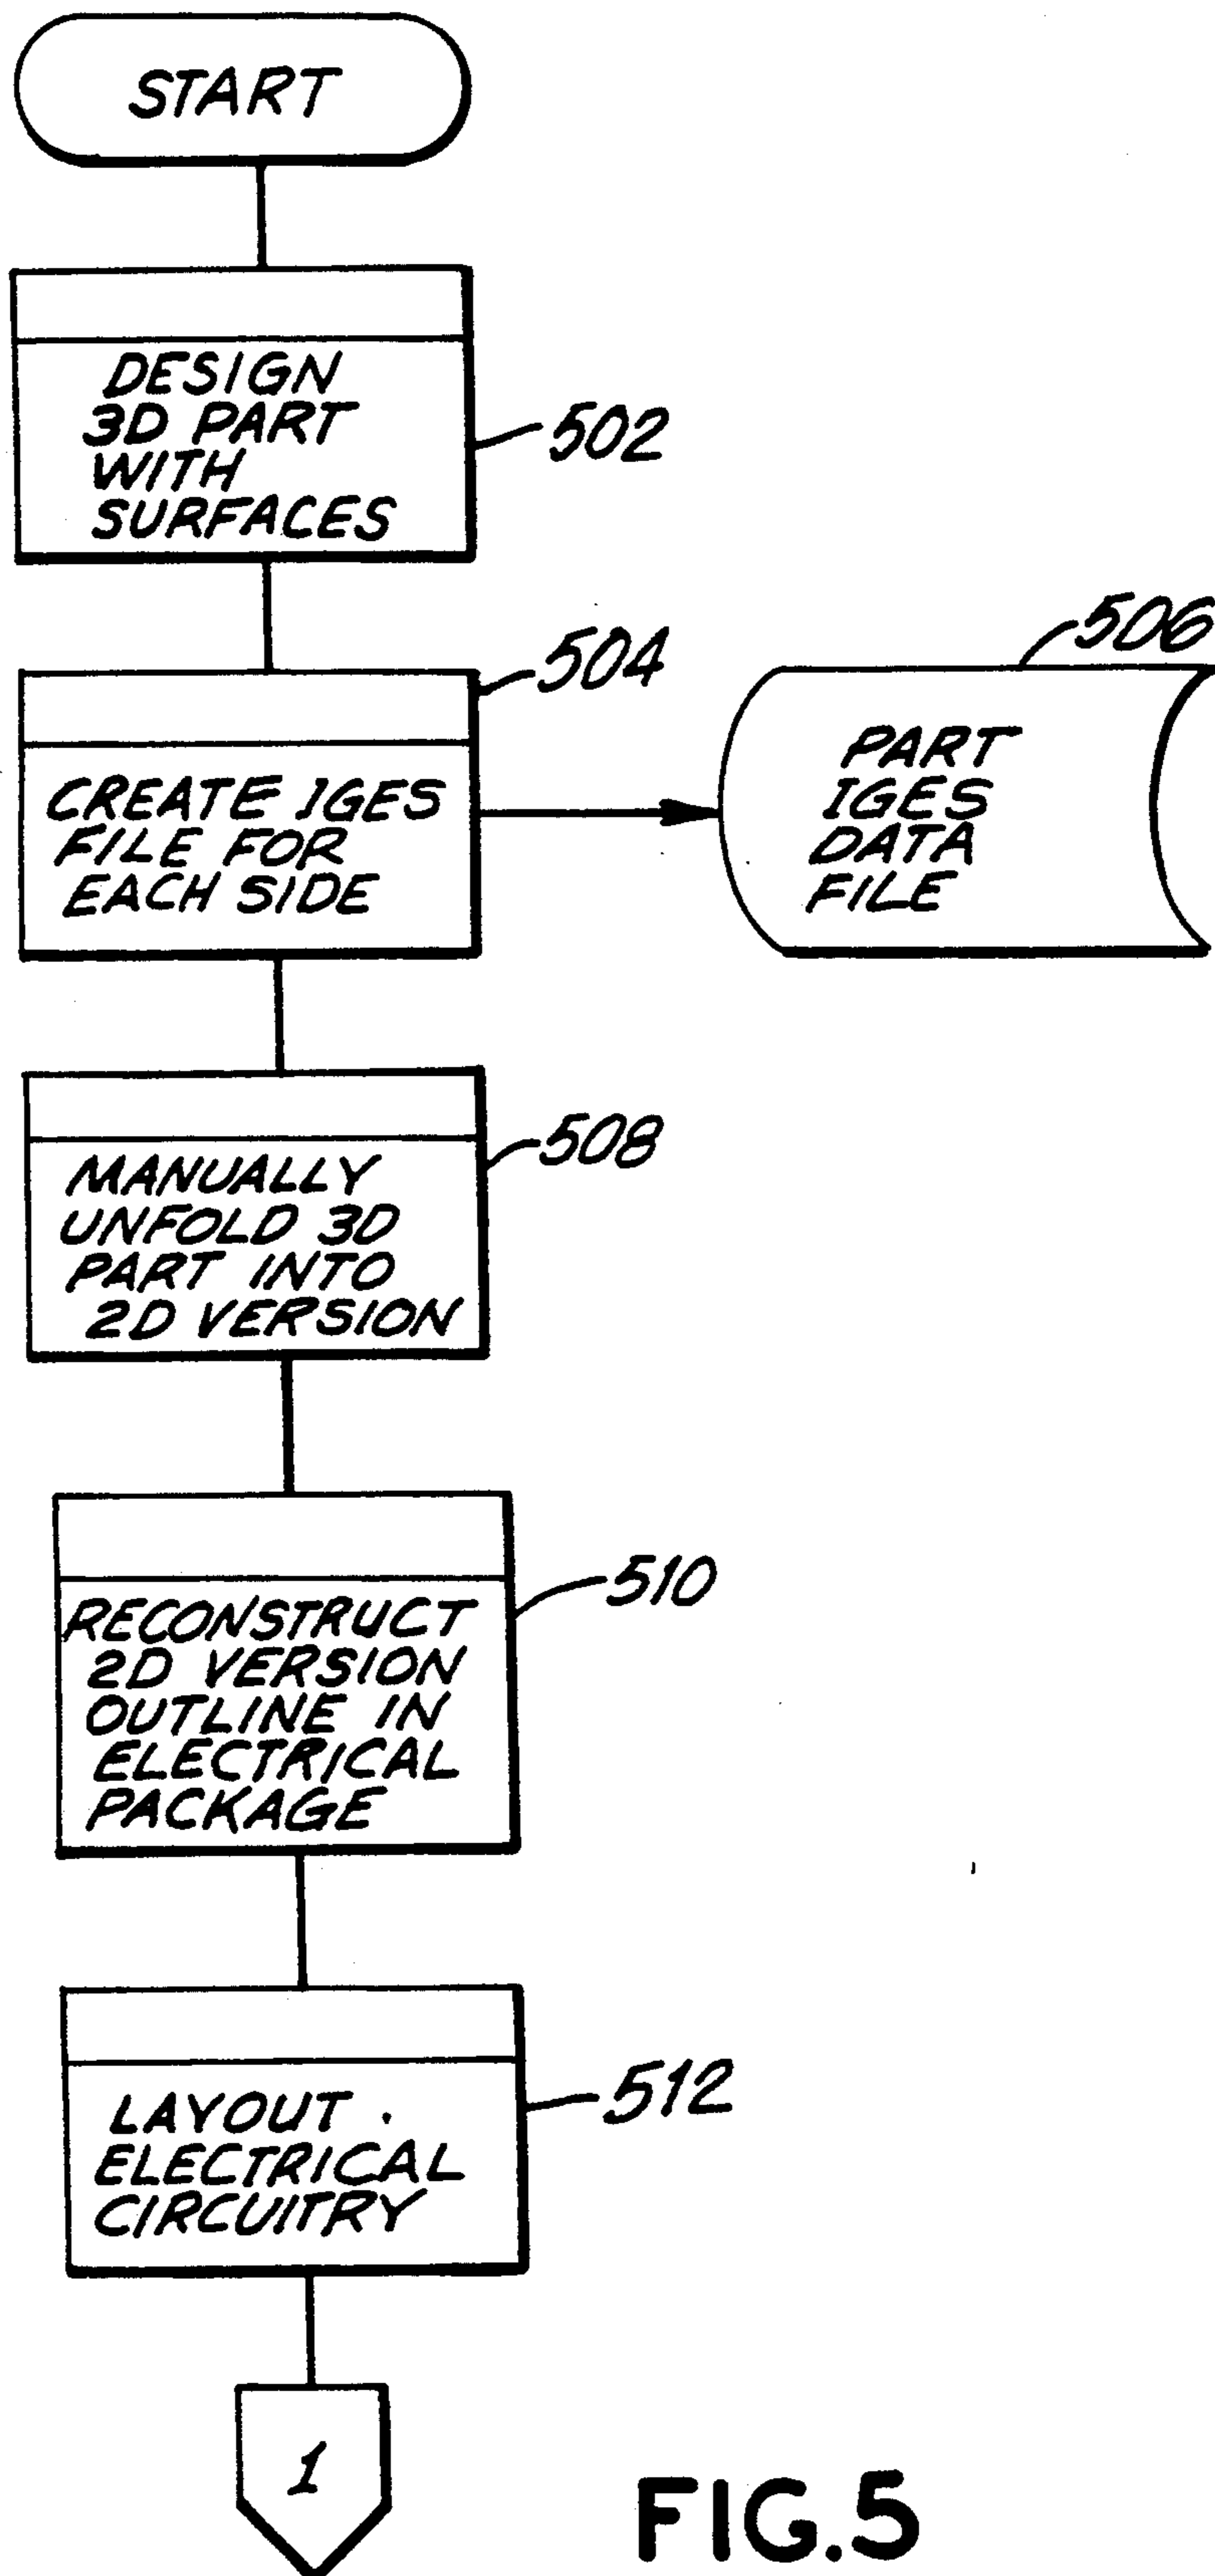 START
DESIGN
3D PART
WITH
SURFACES
502
CREATE IGES
FILE FOR
EACH SIDE
504
PART
IGES
DATA
FILE
506
MANUALLY
UNFOLD 3D
PART INTO
2D VERSION
508
RECONSTRUCT
2D VERSION
OUTLINE IN
ELECTRICAL
PACKAGE
510
LAYOUT
ELECTRICAL
CIRCUITRY
512
1
FIG.5